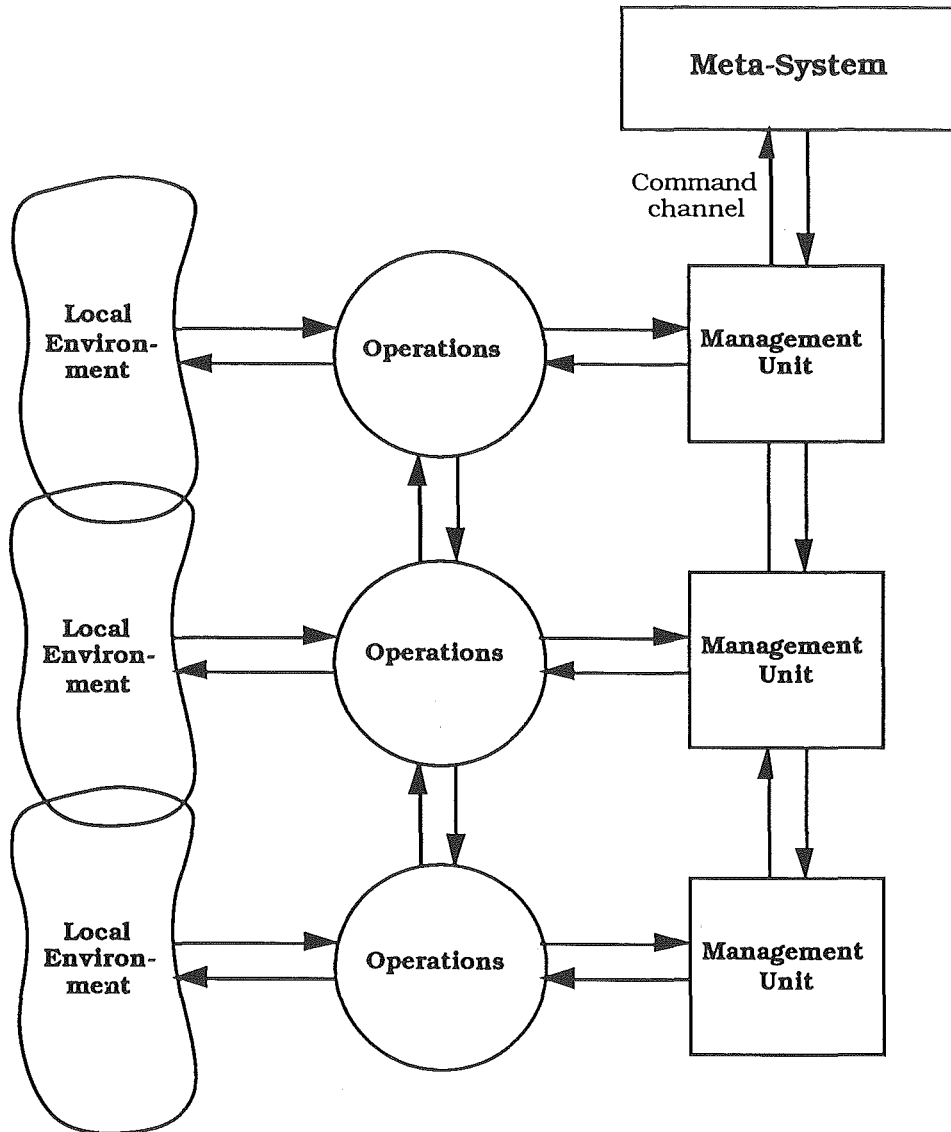 Meta-System
Command
channel
Local
Environ-
ment
Operations
Management
Unit
Local
Environ-
ment
Operations
Management
Unit
Local
Environ-
ment
Operations
Management
Unit